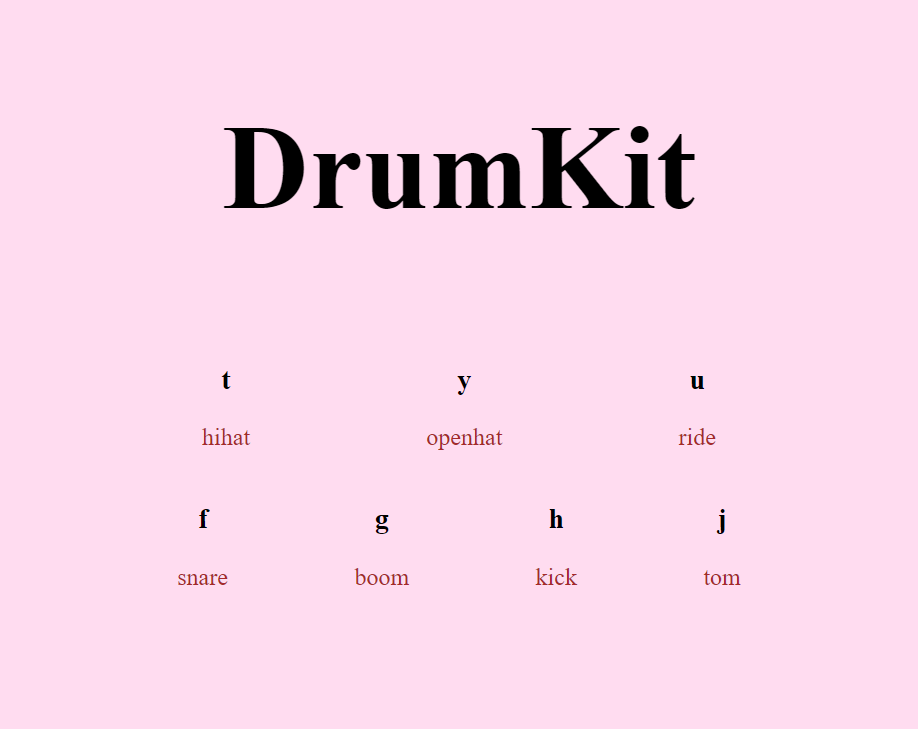 DrumKit
t y u
hihat openhat ride
f g h j
snare boom kick tom